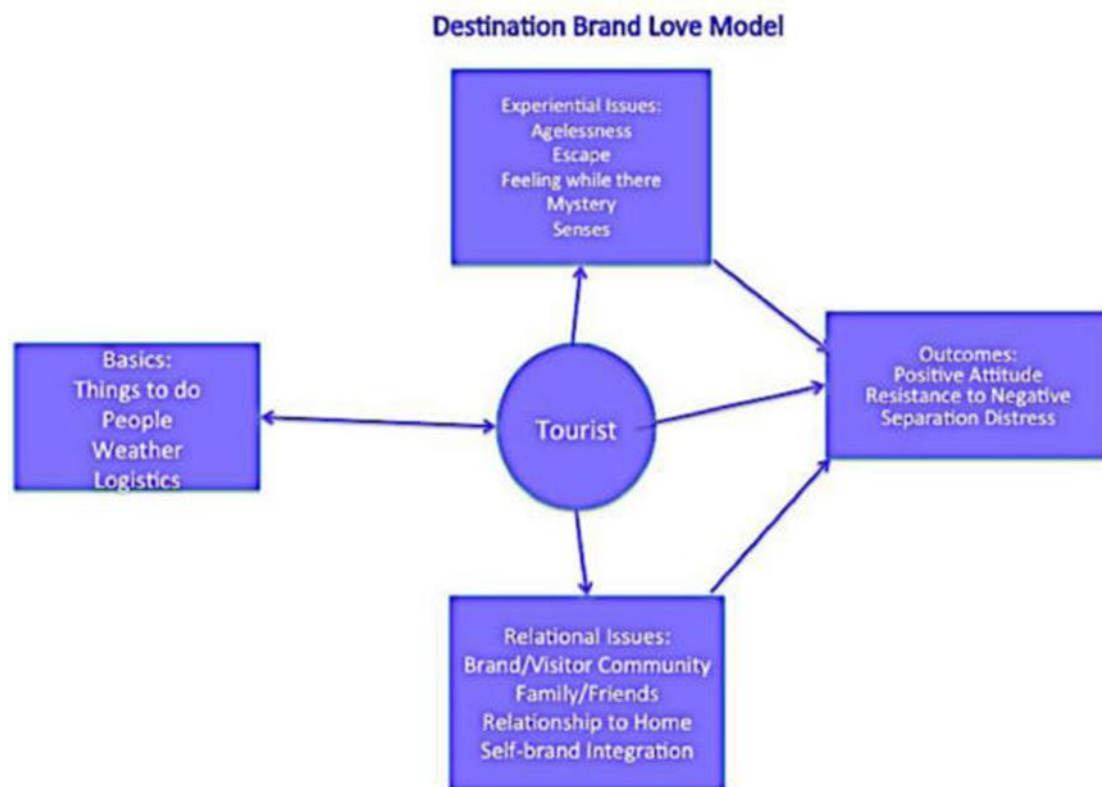 Destination Brand Love Model
Experiential Issues:
Agelessness
Escape
Feeling while there
Mystery
Senses
Basics:
Things to do
People
Weather
Logistics
Tourist
Outcomes:
Positive Attitude
Resistance to Negative
Separation Distress
Relational Issues:
Brand/Visitor Community
Family/Friends
Relationship to Home
Self-brand Integration